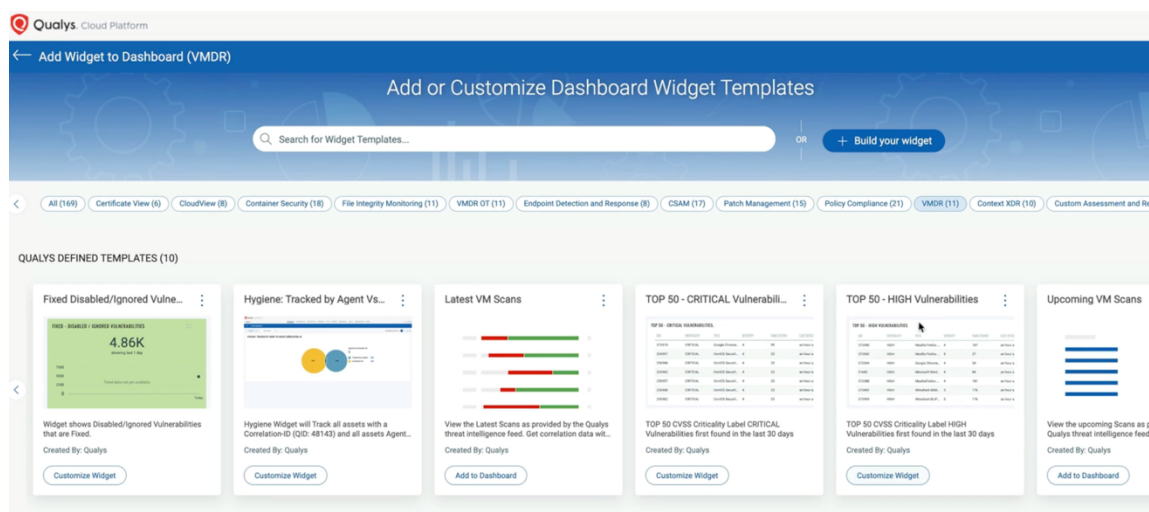 Qualys. Cloud Platform
Add Widget to Dashboard (VMDR)
Add or Customize Dashboard Widget Templates
Search for Widget Templates...
OR
+ Build your widget
All (169)
Certificate View (6)
CloudView (8)
Container Security (18)
File Integrity Monitoring (11)
VMDR OT (11)
Endpoint Detection and Response (8)
CSAM (17)
Patch Management (15)
Policy Compliance (21)
VMDR (11)
Context XDR (10)
Custom Assessment and Re
QUALYS DEFINED TEMPLATES (10)
Fixed Disabled/Ignored Vulne...
FIXED - DISABLED / IGNORED VULNERABILITIES
4.86K
Widget shows Disabled/Ignored Vulnerabilities
that are Fixed.
Created By: Qualys
Customize Widget
Hygiene: Tracked by Agent Vs...
Hygiene Widget will Track all assets with a
Correlation-ID (QID: 48143) and all assets Agent...
Created By: Qualys
Customize Widget
Latest VM Scans
View the Latest Scans as provided by the Qualys
threat intelligence feed. Get correlation data wit...
Created By: Qualys
Add to Dashboard
TOP 50 - CRITICAL Vulnerabili...
TOP 50 - CRITICAL VULNERABILITIES.
TOP 50 CVSS Criticality Label CRITICAL
Vulnerabilities first found in the last 30 days
Created By: Qualys
Customize Widget
TOP 50 - HIGH Vulnerabilities
TOP 50 - HIGH VULNERABILITIES
TOP 50 CVSS Criticality Label HIGH
Vulnerabilities first found in the last 30 days
Created By: Qualys
Customize Widget
Upcoming VM Scans
View the upcoming Scans as p
Qualys threat intelligence feed
Created By: Qualys
Add to Dashboard